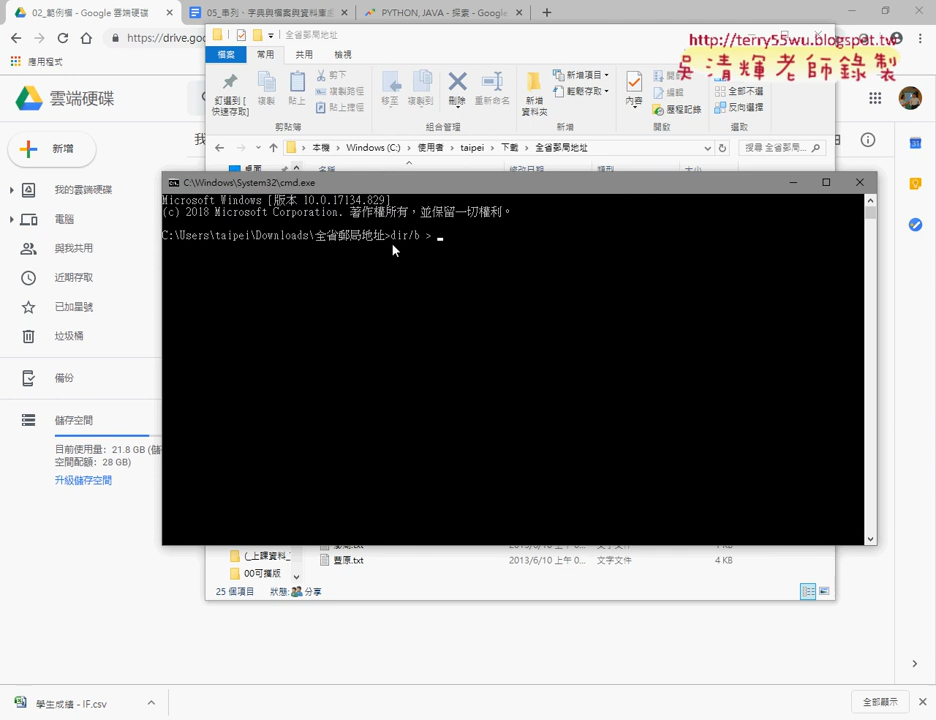 02_範例檔 - Google 雲端硬碟
05_串列、字典與檔案與資料庫處
PYTHON, JAVA - 探索 - Google
https://drive.goo
應用程式
雲端硬碟
新增
我的雲端硬碟
電腦
與我共用
近期存取
已加星號
垃圾桶
備份
儲存空間
目前使用量：21.8 GB (儲
空間配額：28 GB)
升級儲存空間
全省郵局地址
http://terry55wu.blogspot.tw
吳清輝老師錄製
檔案
常用
共用
檢視
釘選到 [
快速存取]
複製
貼上
剪下
複製路徑
貼上捷徑
剪貼簿
移至
複製到
刪除
重新命名
組合管理
新增
資料夾
新增項目
輕鬆存取
新增
內容
編輯
歷程記錄
開啟
全部不選
反向選擇
選取
本機 > Windows (C:) > 使用者 > taipei > 下載 > 全省郵局地址
搜尋 全省郵局...
C:\Windows\System32\cmd.exe
Microsoft Windows [版本 10.0.17134.829]
(c) 2018 Microsoft Corporation. 著作權所有，並保留一切權利。
C:\Users\taipei\Downloads\全省郵局地址>dir/b > _
(_上課資料_
00可攜版
豐原.txt
2013/6/10 上午 0...
文字文件
4 KB
25 個項目
狀態:
分享
學生成績 - IF.csv
全部顯示